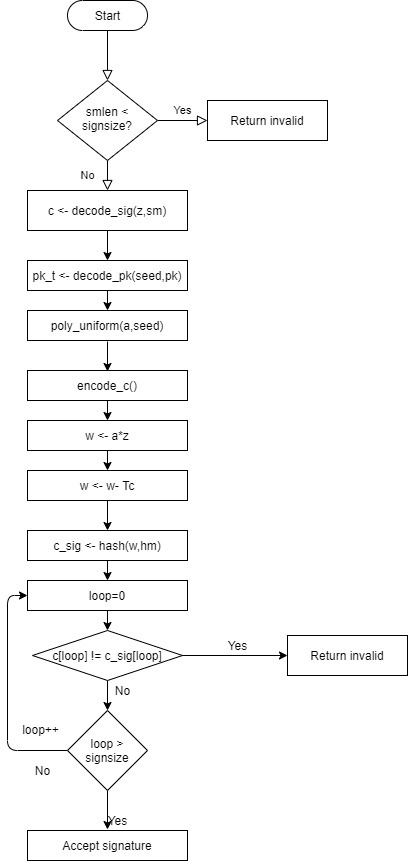 Start
smlen <
signsize?
Yes
Return invalid
No
c <- decode_sig(z,sm)
pk_t <- decode_pk(seed,pk)
poly_uniform(a,seed)
encode_c()
w <- a*z
w <- w- Tc
c_sig <- hash(w,hm)
loop=0
c[loop] != c_sig[loop]
Yes
Return invalid
No
loop++
loop >
signsize
No
Yes
Accept signature